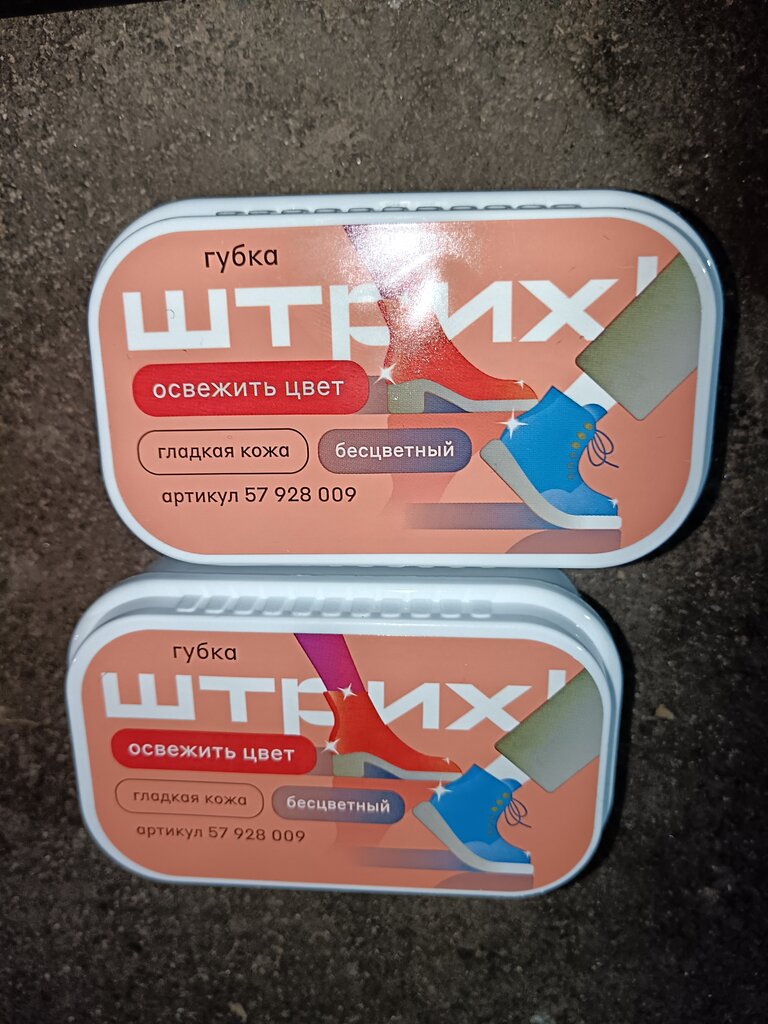 губка
штрих!
освежить цвет
гладкая кожа
бесцветный
артикул 57 928 009
губка
штрих!
освежить цвет
гладкая кожа
бесцветный
артикул 57 928 009